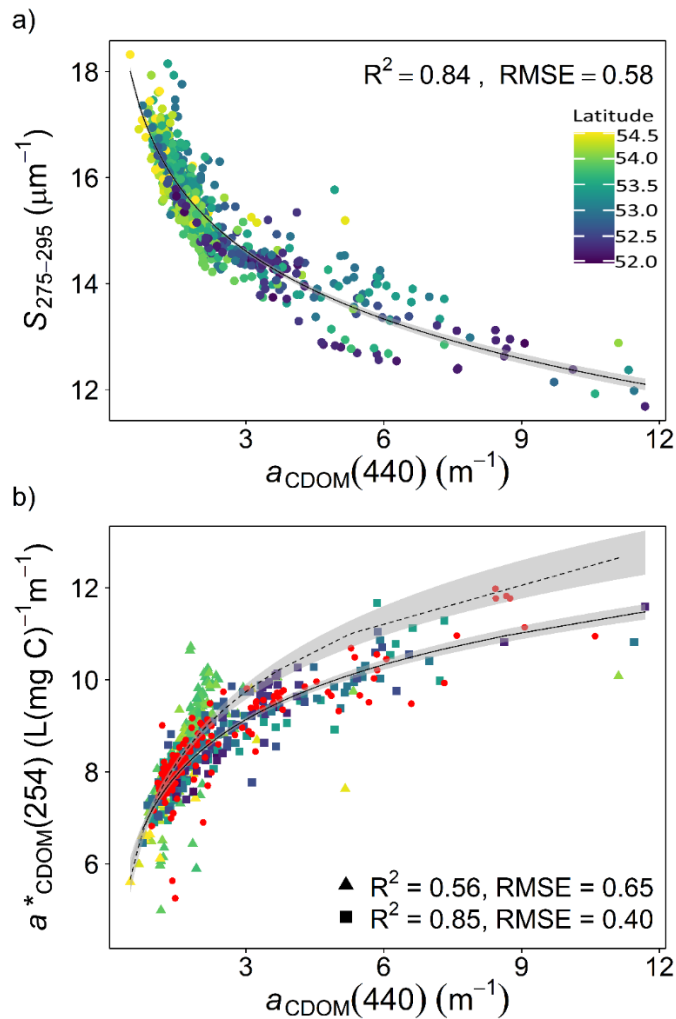 a)
R² = 0.84 , RMSE = 0.58
Latitude
54.5
54.0
53.0
52.5
52.0
18
16
14
12
S₂₇₅₋₂₉₅ (μm⁻¹)
3 6 9 12
aCDOM(440) (m⁻¹)
b)
12
10
8
6
a*CDOM(254) (L(mg C)⁻¹m⁻¹)
▲ R² = 0.56, RMSE = 0.65
■ R² = 0.85, RMSE = 0.40
3 6 9 12
aCDOM(440) (m⁻¹)